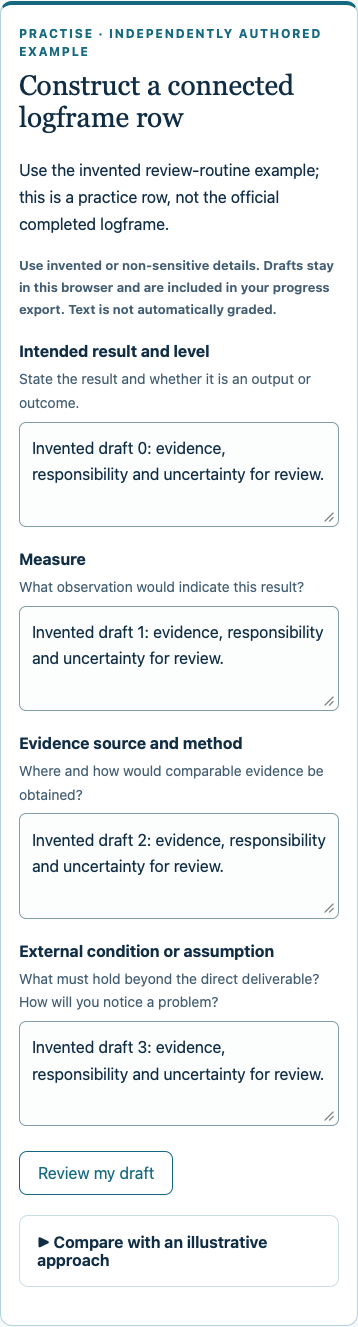 PRACTISE · INDEPENDENTLY AUTHORED
EXAMPLE
Construct a connected
logframe row
Use the invented review-routine example;
this is a practice row, not the official
completed logframe.
Use invented or non-sensitive details. Drafts stay
in this browser and are included in your progress
export. Text is not automatically graded.
Intended result and level
State the result and whether it is an output or
outcome.
Invented draft 0: evidence,
responsibility and uncertainty for review.
Measure
What observation would indicate this result?
Invented draft 1: evidence, responsibility
and uncertainty for review.
Evidence source and method
Where and how would comparable evidence be
obtained?
Invented draft 2: evidence, responsibility
and uncertainty for review.
External condition or assumption
What must hold beyond the direct deliverable?
How will you notice a problem?
Invented draft 3: evidence,
responsibility and uncertainty for review.
Review my draft
Compare with an illustrative
approach